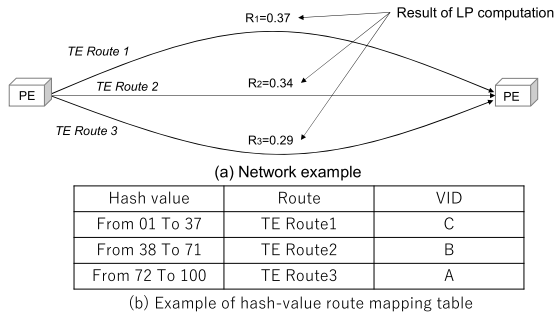 Result of LP computation
R1=0.37
TE Route 1
TE Route 2
R2=0.34
PE
PE
TE Route 3
R3=0.29
(a) Network example
Hash value Route VID
From 01 To 37 TE Route1 C
From 38 To 71 TE Route2 B
From 72 To 100 TE Route3 A
(b) Example of hash-value route mapping table